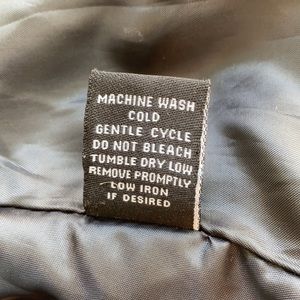 MACHINE WASH
COLD
GENTLE CYCLE
DO NOT BLEACH
TUMBLE DRY LOW
REMOVE PROMPTLY
LOW IRON
IF DESIRED